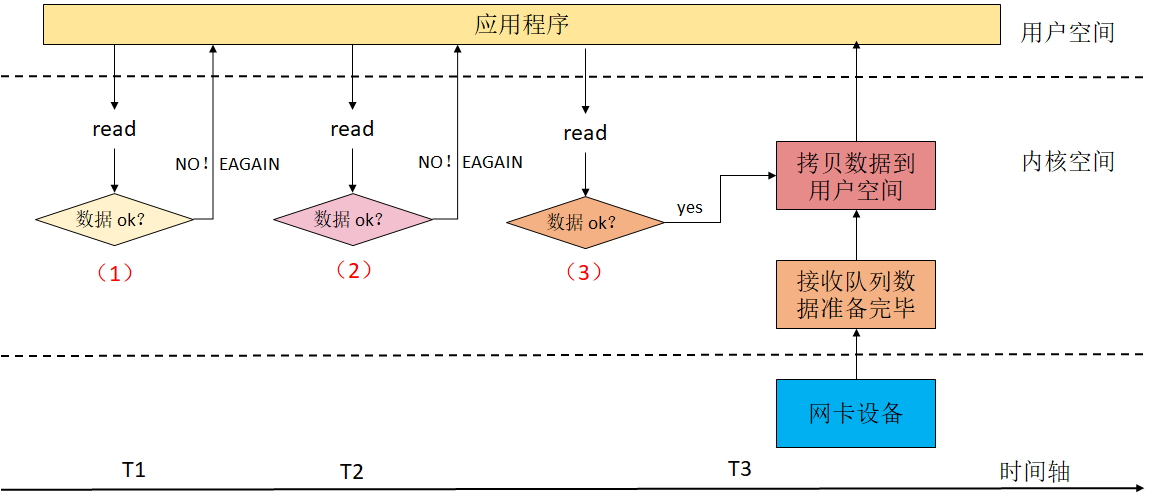 应用程序
用户空间
read
read
read
NO！EAGAIN
NO！EAGAIN
拷贝数据到
用户空间
内核空间
数据 ok？
数据 ok？
数据 ok？
yes
（1）
（2）
（3）
接收队列数
据准备完毕
网卡设备
T1
T2
T3
时间轴